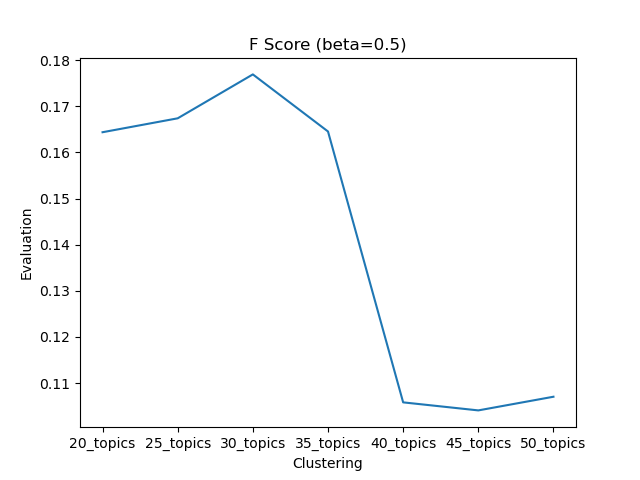 F Score (beta=0.5)
0.18
0.17
0.16
0.15
0.14
0.13
0.12
0.11
Evaluation
20_topics 25_topics 30_topics 35_topics 40_topics 45_topics 50_topics
Clustering